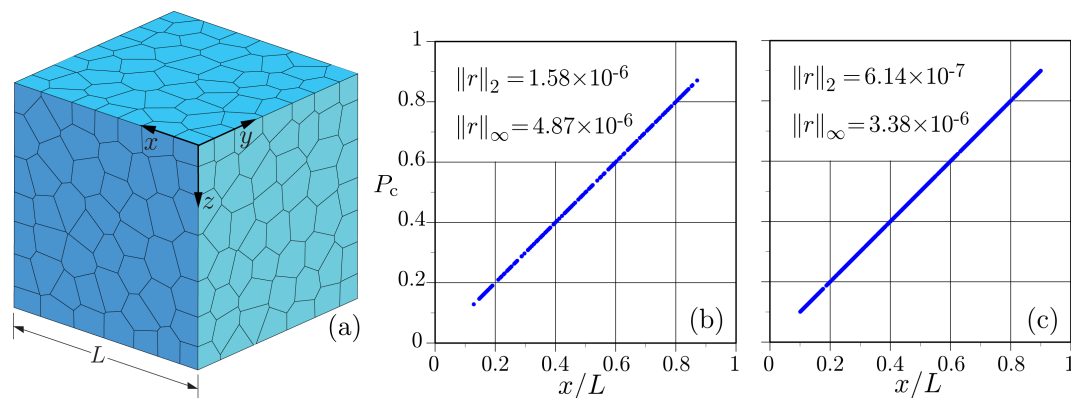 x
y
z
L
(a)
1
0.8
0.6
P_c
0.4
0.2
0
‖r‖₂ = 1.58×10⁻⁶
‖r‖∞ = 4.87×10⁻⁶
(b)
0 0.2 0.4 0.6 0.8 1
x/L
‖r‖₂ = 6.14×10⁻⁷
‖r‖∞ = 3.38×10⁻⁶
(c)
0 0.2 0.4 0.6 0.8 1
x/L